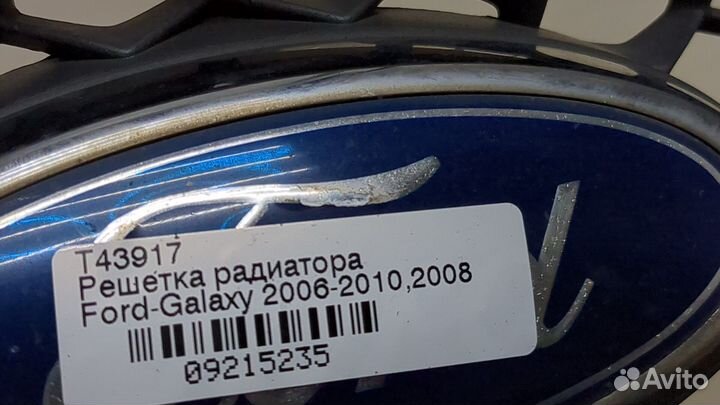 T43917
Решетка радиатора
Ford-Galaxy 2006-2010,2008
09215235
Avito